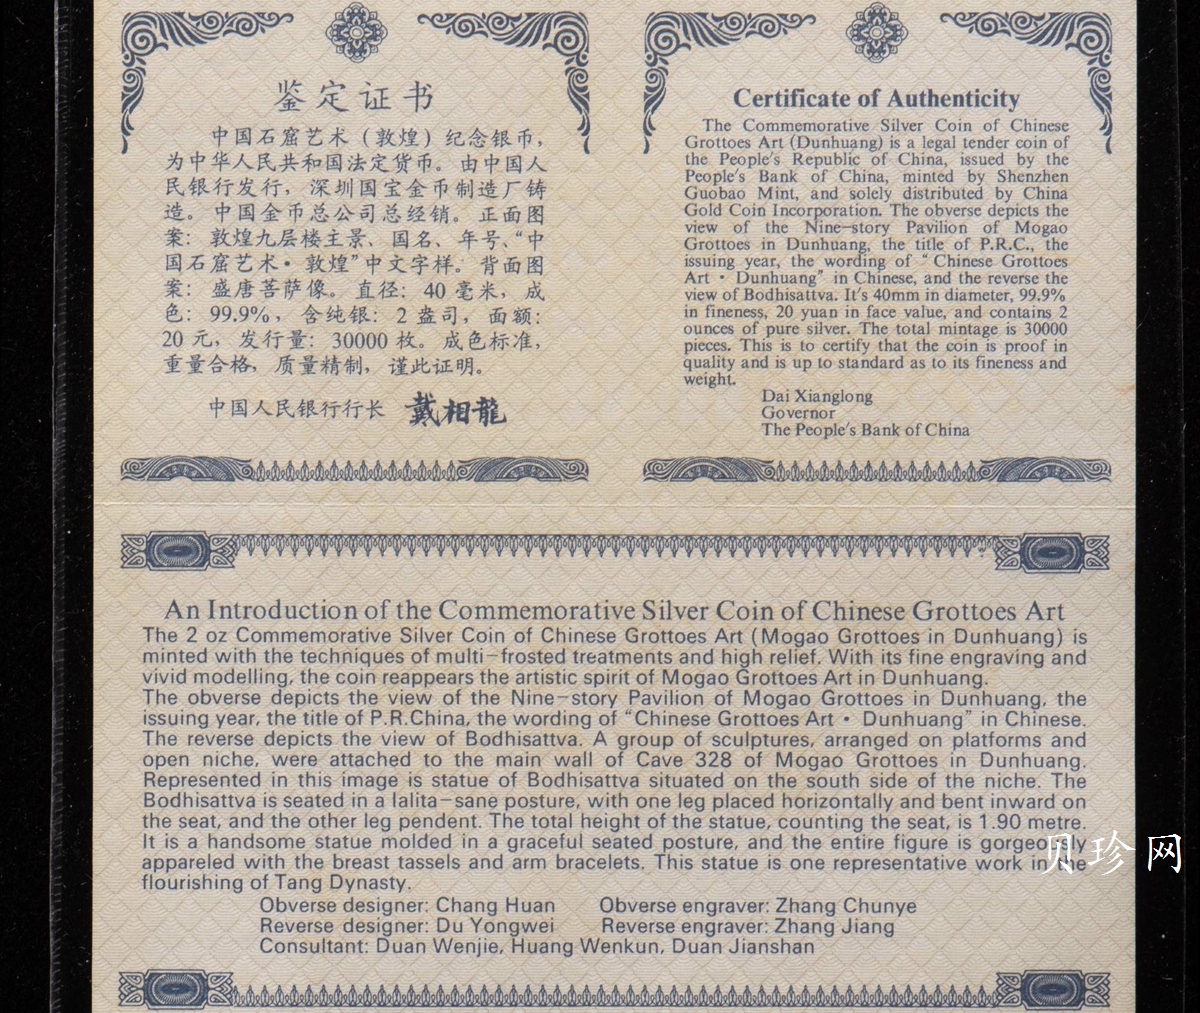 鉴定证书
中国石窟艺术（敦煌）纪念银币，
为中华人民共和国法定货币。由中国人
民银行发行，深圳国宝金币制造厂铸
造。中国金币总公司总经销。正面图
案：敦煌九层楼主景、国名、年号、“中
国石窟艺术·敦煌”中文字样。背面图
案：盛唐菩萨像。直径：40 毫米，成
色：99.9%，含纯银：2 盎司，面额：
20 元，发行量：30000 枚。成色标准，
重量合格，质量精制，谨此证明。
中国人民银行行长 戴相龍
Certificate of Authenticity
The Commemorative Silver Coin of Chinese
Grottoes Art (Dunhuang) is a legal tender coin of
the People's Republic of China, issued by the
People's Bank of China, minted by Shenzhen
Guobao Mint, and solely distributed by China
Gold Coin Incorporation. The obverse depicts the
view of the Nine-story Pavilion of Mogao
Grottoes in Dunhuang, the title of P.R.C., the
issuing year, the wording of “Chinese Grottoes
Art · Dunhuang” in Chinese, and the reverse the
view of Bodhisattva. It's 40mm in diameter, 99.9%
in fineness, 20 yuan in face value, and contains 2
ounces of pure silver. The total mintage is 30000
pieces. This is to certify that the coin is proof in
quality and is up to standard as to its fineness and
weight.
Dai Xianglong
Governor
The People's Bank of China
An Introduction of the Commemorative Silver Coin of Chinese Grottoes Art
The 2 oz Commemorative Silver Coin of Chinese Grottoes Art (Mogao Grottoes in Dunhuang) is
minted with the techniques of multi-frosted treatments and high relief. With its fine engraving and
vivid modelling, the coin reappears the artistic spirit of Mogao Grottoes Art in Dunhuang.
The obverse depicts the view of the Nine-story Pavilion of Mogao Grottoes in Dunhuang, the
issuing year, the title of P.R.China, the wording of “Chinese Grottoes Art · Dunhuang” in Chinese.
The reverse depicts the view of Bodhisattva. A group of sculptures, arranged on platforms and
open niche, were attached to the main wall of Cave 328 of Mogao Grottoes in Dunhuang.
Represented in this image is statue of Bodhisattva situated on the south side of the niche. The
Bodhisattva is seated in a lalita-sane posture, with one leg placed horizontally and bent inward on
the seat, and the other leg pendent. The total height of the statue, counting the seat, is 1.90 metre.
It is a handsome statue molded in a graceful seated posture, and the entire figure is gorgeously
appareled with the breast tassels and arm bracelets. This statue is one representative work in the
flourishing of Tang Dynasty.
Obverse designer: Chang Huan Obverse engraver: Zhang Chunye
Reverse designer: Du Yongwei Reverse engraver: Zhang Jiang
Consultant: Duan Wenjie, Huang Wenkun, Duan Jianshan
贝珍网